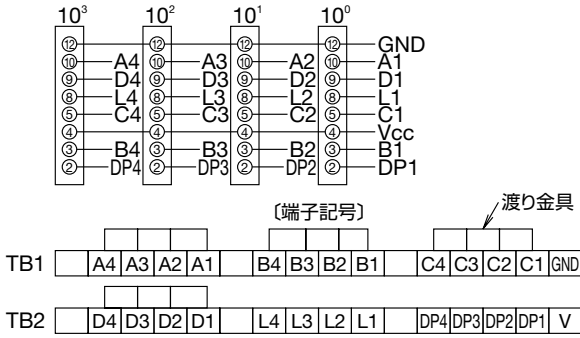 10³ 10² 10¹ 10⁰
⑫ ⑫ ⑫ ⑫ GND
⑩ A4 ⑩ A3 ⑩ A2 ⑩ A1
⑨ D4 ⑨ D3 ⑨ D2 ⑨ D1
⑧ L4 ⑧ L3 ⑧ L2 ⑧ L1
⑤ C4 ⑤ C3 ⑤ C2 ⑤ C1
④ ④ ④ ④ Vcc
③ B4 ③ B3 ③ B2 ③ B1
② DP4 ② DP3 ② DP2 ② DP1
〔端子記号〕 渡り金具
TB1 A4 A3 A2 A1 B4 B3 B2 B1 C4 C3 C2 C1 GND
TB2 D4 D3 D2 D1 L4 L3 L2 L1 DP4 DP3 DP2 DP1 V